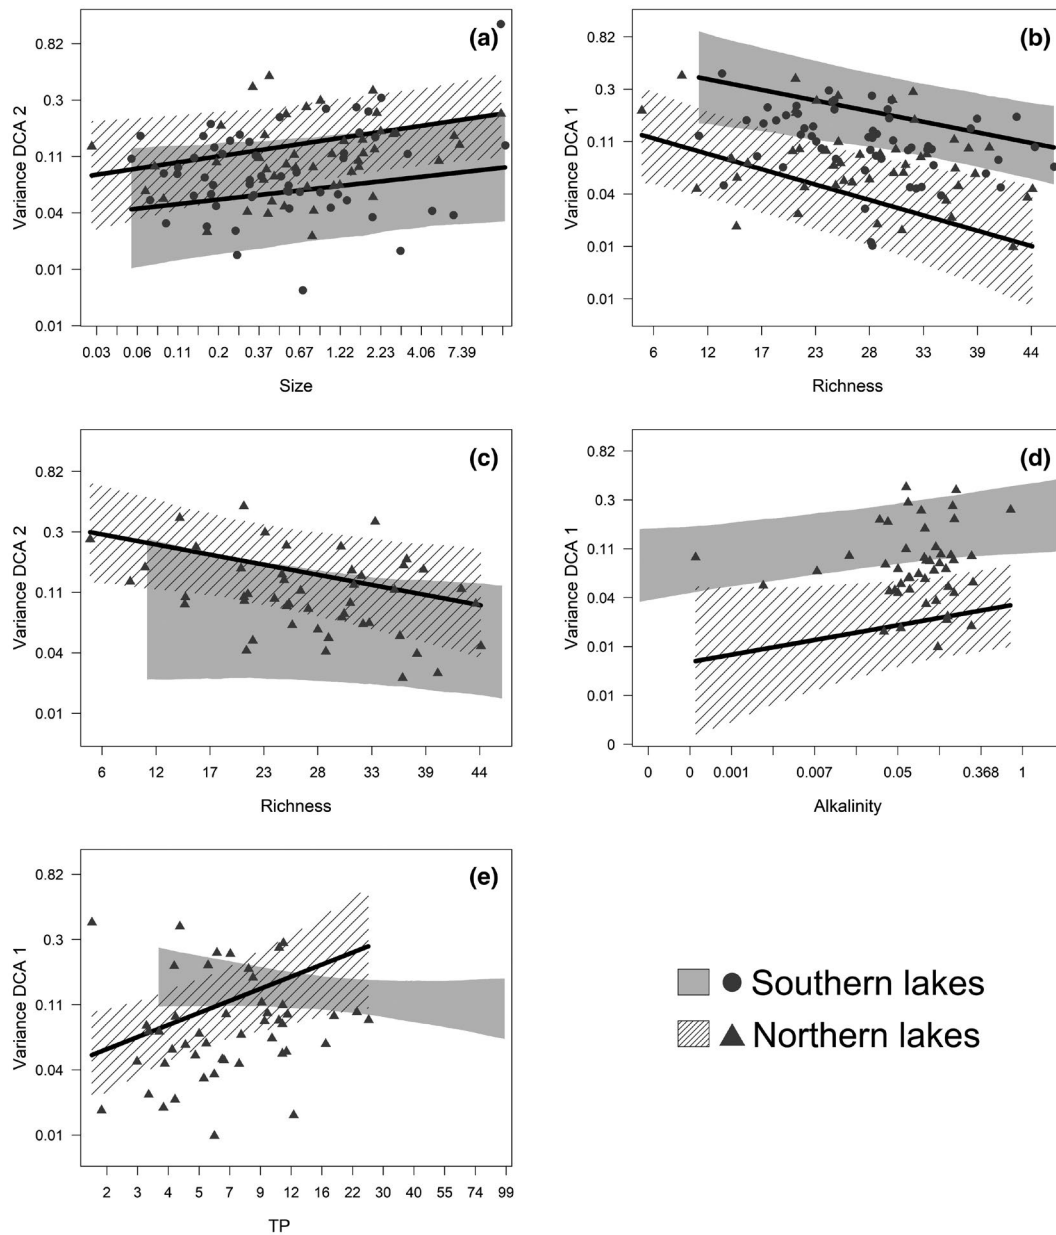 (a)
Variance DCA 2
0.82
0.3
0.11
0.04
0.01
0.01
0.03 0.06 0.11 0.2 0.37 0.67 1.22 2.23 4.06 7.39
Size
(b)
Variance DCA 1
0.82
0.3
0.11
0.04
0.01
0.01
6 12 17 23 28 33 39 44
Richness
(c)
Variance DCA 2
0.82
0.3
0.11
0.04
0.01
6 12 17 23 28 33 39 44
Richness
(d)
Variance DCA 1
0.82
0.3
0.11
0.04
0.01
0.01
0
0 0 0.001 0.007 0.05 0.368 1
Alkalinity
(e)
Variance DCA 1
0.82
0.3
0.11
0.04
0.01
2 3 4 5 7 9 12 16 22 30 40 55 74 99
TP
Southern lakes
Northern lakes